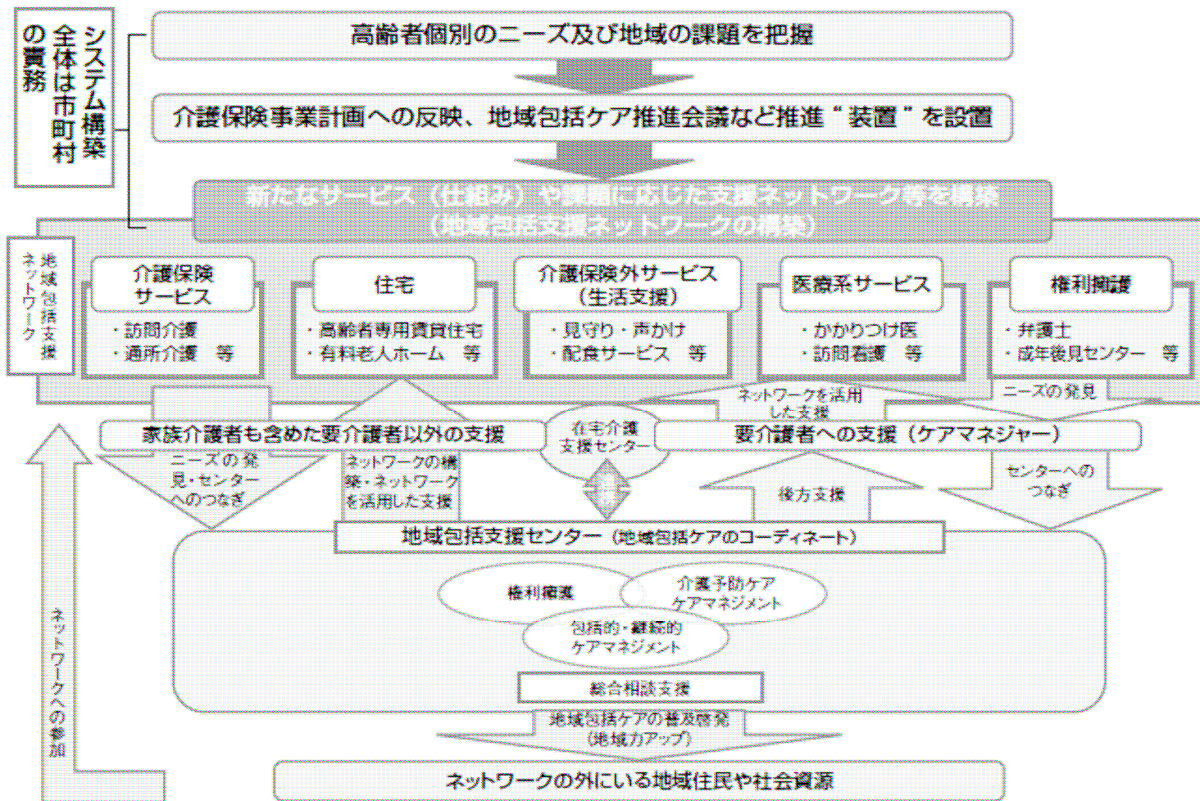 システム構築
全体は市町村
の責務
高齢者個別のニーズ及び地域の課題を把握
介護保険事業計画への反映、地域包括ケア推進会議など推進“装置”を設置
新たなサービス(仕組み)や課題に応じた支援ネットワーク等を構築
(地域包括支援ネットワークの構築)
地域包括支援
ネットワーク
介護保険
サービス
・訪問介護
・通所介護 等
住宅
・高齢者専用賃貸住宅
・有料老人ホーム 等
介護保険外サービス
(生活支援)
・見守り・声かけ
・配食サービス 等
医療系サービス
・かかりつけ医
・訪問看護 等
権利擁護
・弁護士
・成年後見センター 等
ネットワークを活用
した支援
ニーズの発見
家族介護者も含めた要介護者以外の支援
在宅介護
支援センター
要介護者への支援(ケアマネジャー)
ニーズの発
見・センター
へのつなぎ
ネットワークの構
築・ネットワーク
を活用した支援
後方支援
センターへの
つなぎ
地域包括支援センター(地域包括ケアのコーディネート)
権利擁護
介護予防ケア
ケアマネジメント
包括的・継続的
ケアマネジメント
総合相談支援
地域包括ケアの普及啓発
(地域力アップ)
ネットワークへの参加
ネットワークの外にいる地域住民や社会資源